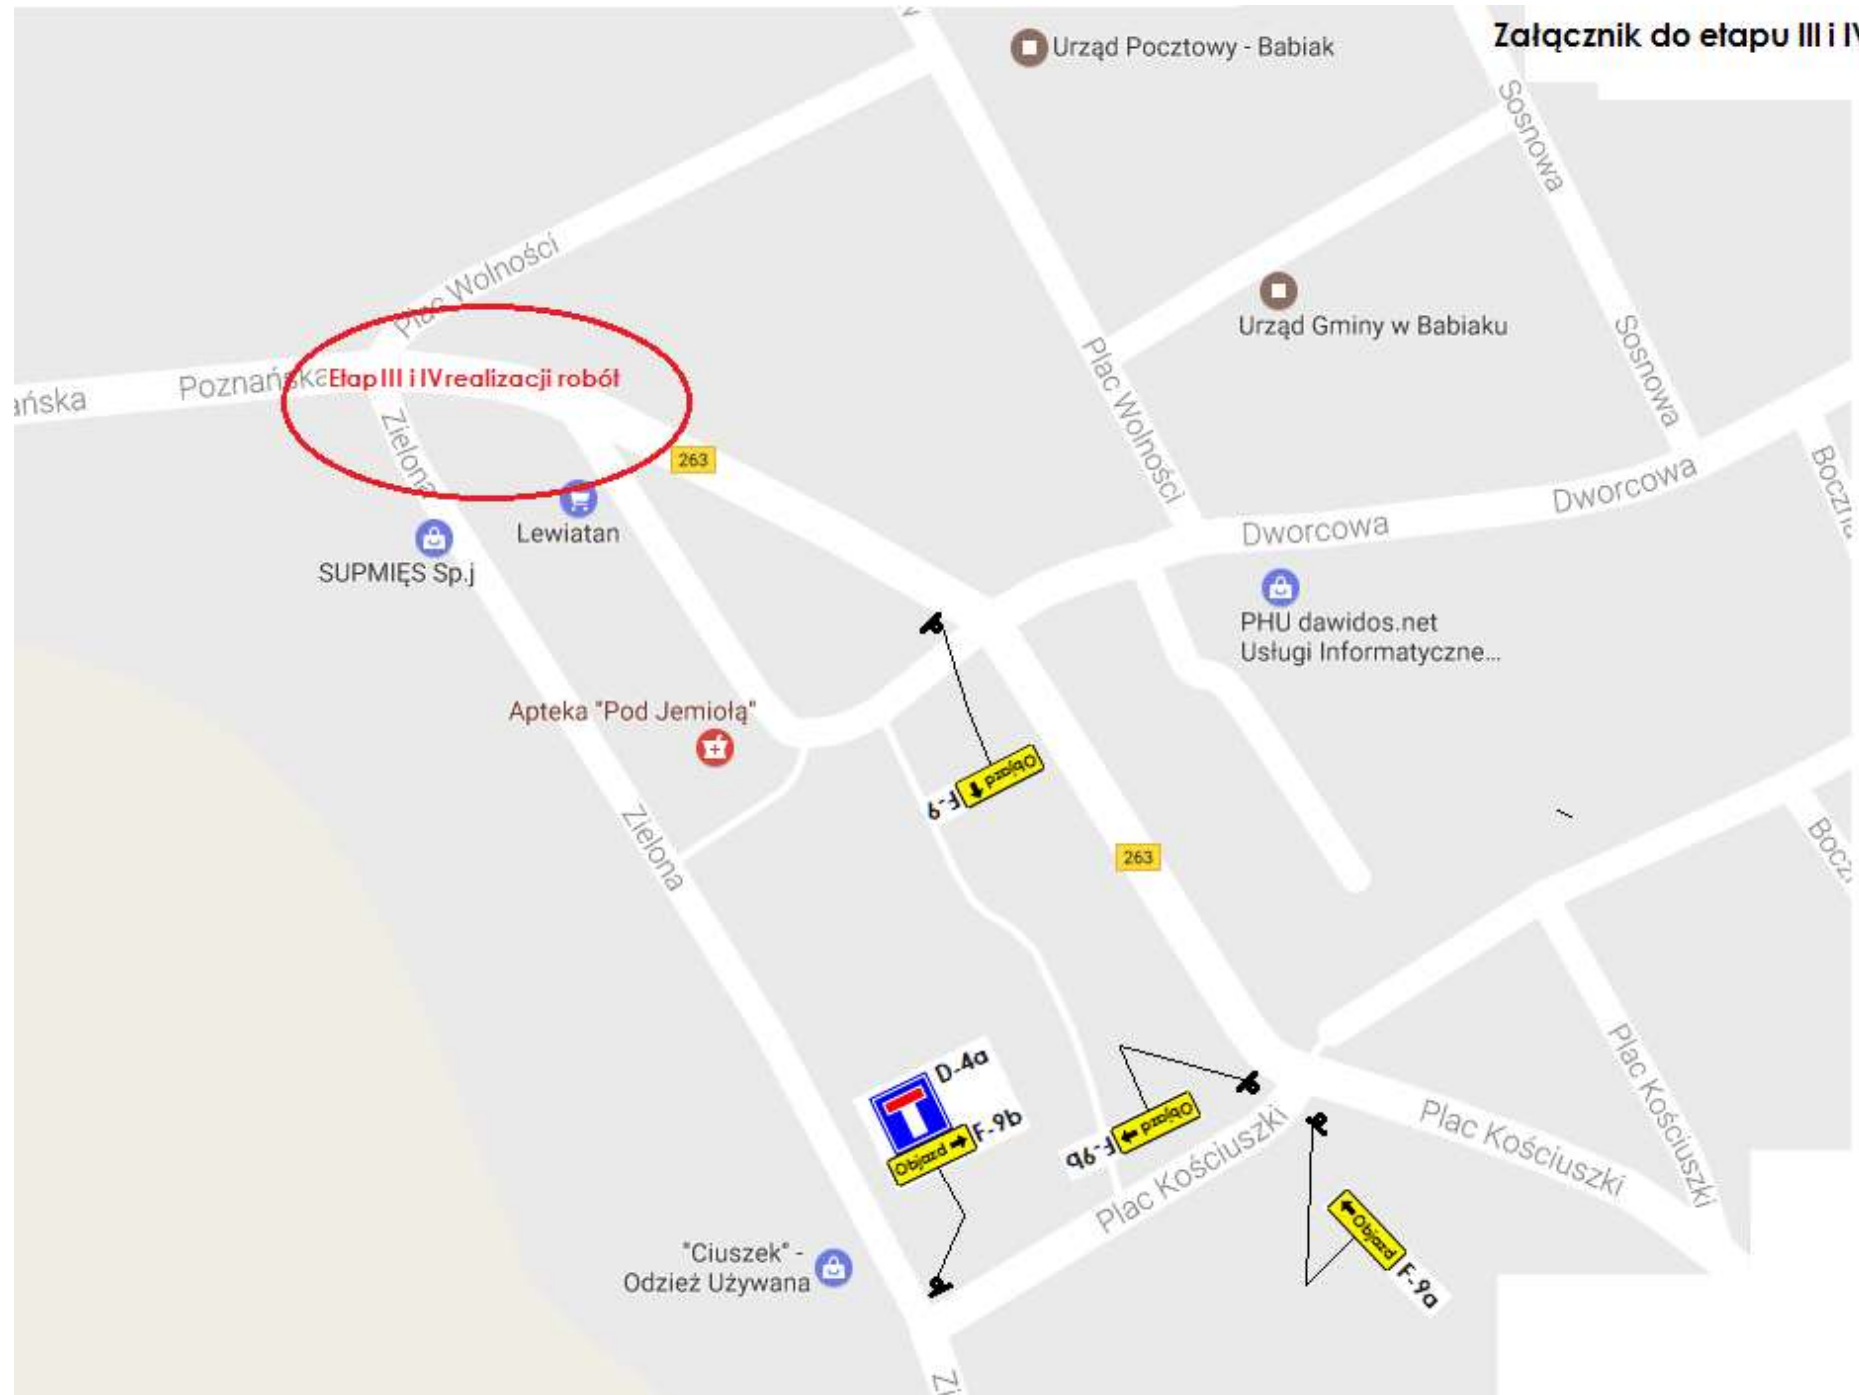 Załącznik do etapu III i IV
Urząd Pocztowy - Babiak
Sosnowa
Plac Wolności
Urząd Gminy w Babiaku
Sosnowa
Plac Wolności
ańska
Poznańska
Etap III i IV realizacji robót
Zielona
263
Lewiatan
SUPMIĘS Sp.j
Dworcowa
Dworcowa
Boczna
PHU dawidos.net
Usługi Informatyczne...
Apteka "Pod Jemiołą"
Objazd
F-9
Zielona
263
Bocz
Plac Kościuszki
D-4a
Objazd
F-9b
Objazd
F-9b
Plac Kościuszki
Plac Kościuszki
Objazd
F-9a
"Ciuszek" -
Odzież Używana
Zi